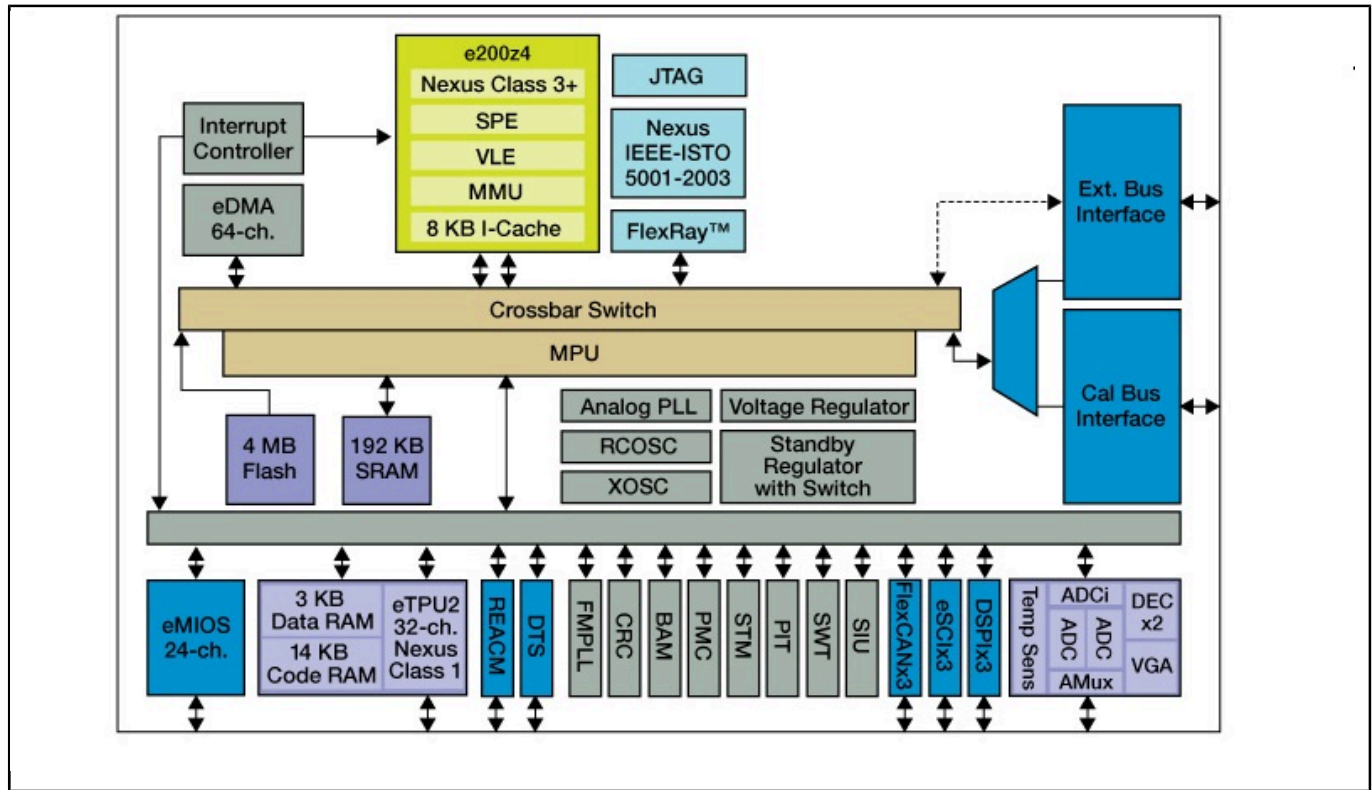 e200z4
Nexus Class 3+
SPE
VLE
MMU
8 KB I-Cache
JTAG
Nexus
IEEE-ISTO
5001-2003
FlexRay™
Interrupt
Controller
eDMA
64-ch.
Ext. Bus
Interface
Crossbar Switch
MPU
Cal Bus
Interface
4 MB
Flash
192 KB
SRAM
Analog PLL
RCOSC
XOSC
Voltage Regulator
Standby
Regulator
with Switch
eMIOS
24-ch.
3 KB
Data RAM
14 KB
Code RAM
eTPU2
32-ch.
Nexus
Class 1
REACM
DTS
FMPLL
CRC
BAM
PMC
STM
PIT
SWT
SIU
FlexCANx3
eSCIx3
DSPIx3
Temp Sens
ADCi
ADC
ADC
AMux
DEC
x2
VGA